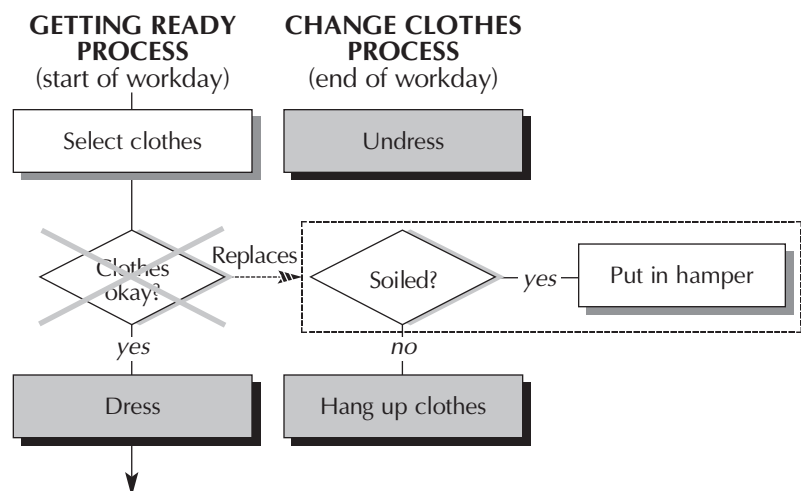 GETTING READY
PROCESS
(start of workday)
CHANGE CLOTHES
PROCESS
(end of workday)
Select clothes
Undress
Clothes
okay?
Replaces
Soiled?
yes
Put in hamper
yes
no
Dress
Hang up clothes